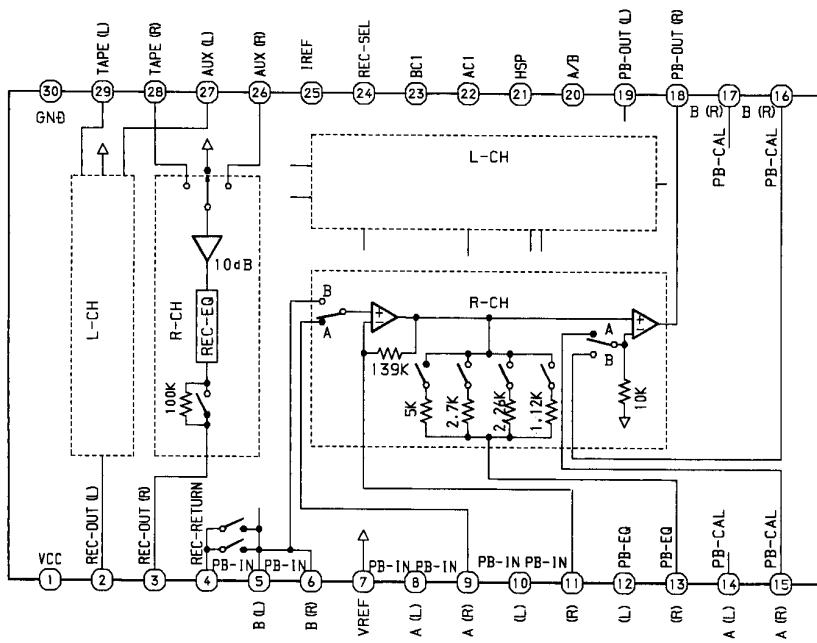 TAPE (L)
TAPE (R)
AUX (L)
AUX (R)
IREF
REC-SEL
BC1
AC1
HSP
A/B
PB-OUT (L)
PB-OUT (R)
30
29
28
27
26
25
24
23
22
21
20
19
18
17
16
GND
B (R)
17
B (R)
PB-CAL
PB-CAL
L-CH
10dB
L-CH
R-CH
REC-EQ
100K
B
A
R-CH
+
-
139K
5K
2.7K
2.26K
1.12K
+
-
A
B
10K
REC-OUT (L)
REC-OUT (R)
REC-RETURN
PB-EQ
PB-EQ
PB-CAL
PB-CAL
VCC
PB-IN
PB-IN
PB-IN
PB-IN
PB-IN
PB-IN
1
2
3
4
5
6
7
8
9
10
11
12
13
14
15
B (L)
B (R)
VREF
A (L)
A (R)
(L)
(R)
(L)
(R)
A (L)
A (R)